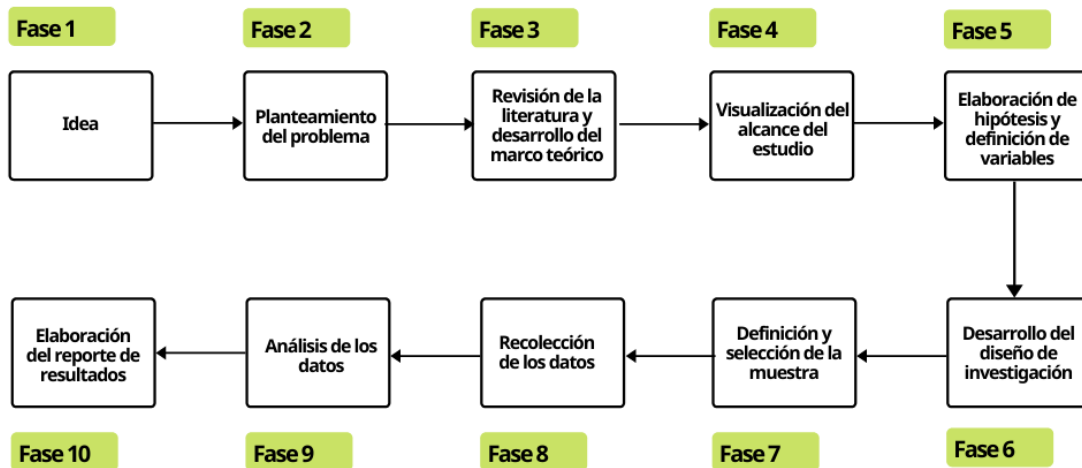 Fase 1
Fase 2
Fase 3
Fase 4
Fase 5
Idea
Planteamiento
del problema
Revisión de la
literatura y
desarrollo del
marco teórico
Visualización del
alcance del
estudio
Elaboración de
hipótesis y
definición de
variables
Elaboración
del reporte de
resultados
Análisis de los
datos
Recolección
de los datos
Definición y
selección de la
muestra
Desarrollo del
diseño de
investigación
Fase 10
Fase 9
Fase 8
Fase 7
Fase 6